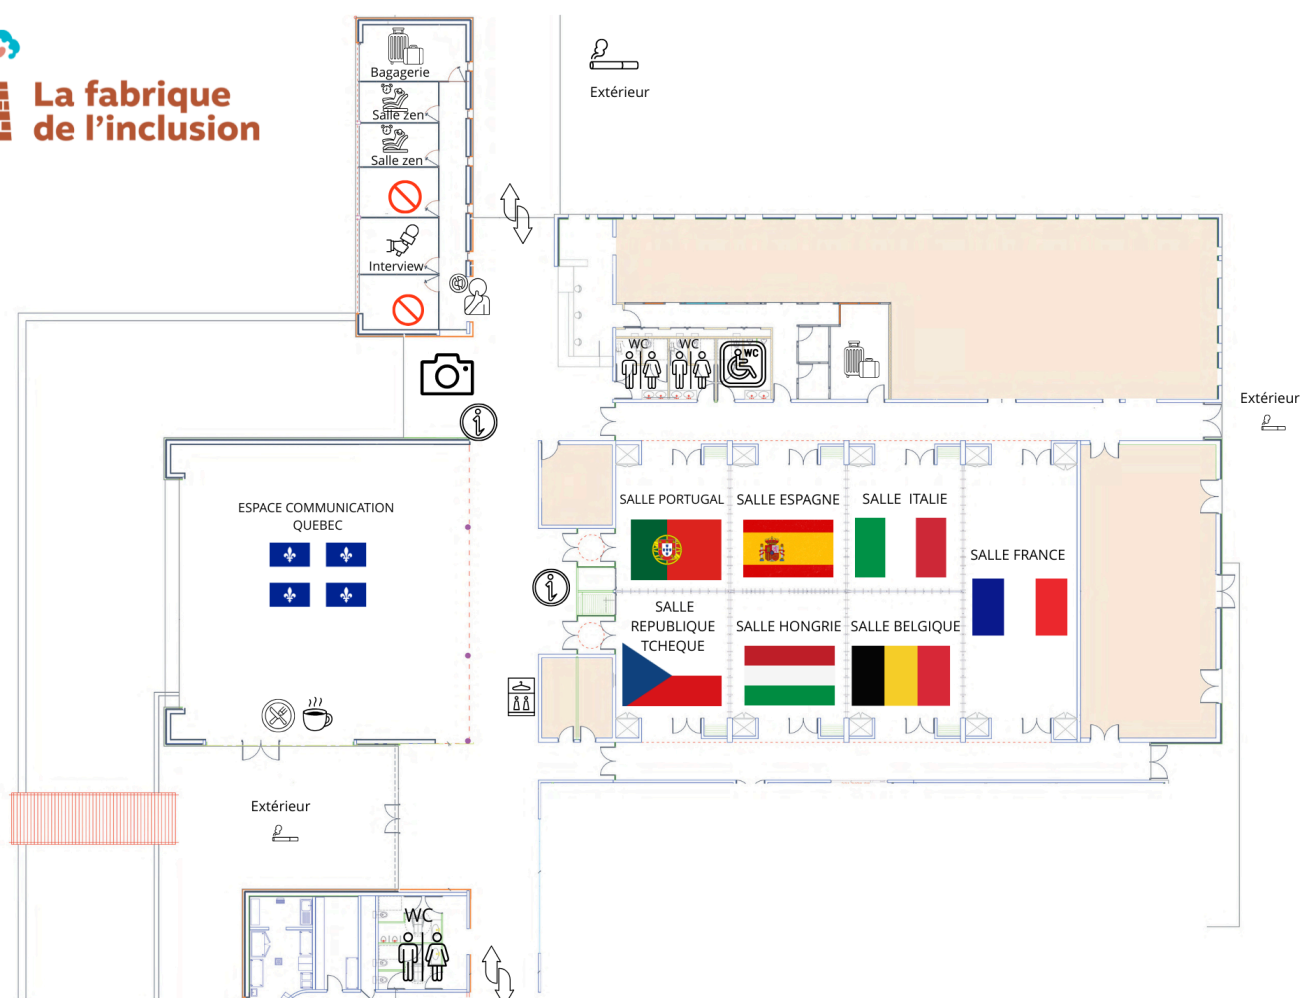 La fabrique
de l'inclusion
Bagagerie
Salle zen
Salle zen
Interview
Extérieur
WC
WC
WC
Extérieur
ESPACE COMMUNICATION
QUEBEC
SALLE PORTUGAL
SALLE ESPAGNE
SALLE ITALIE
SALLE FRANCE
SALLE
REPUBLIQUE
TCHEQUE
SALLE HONGRIE
SALLE BELGIQUE
Extérieur
WC